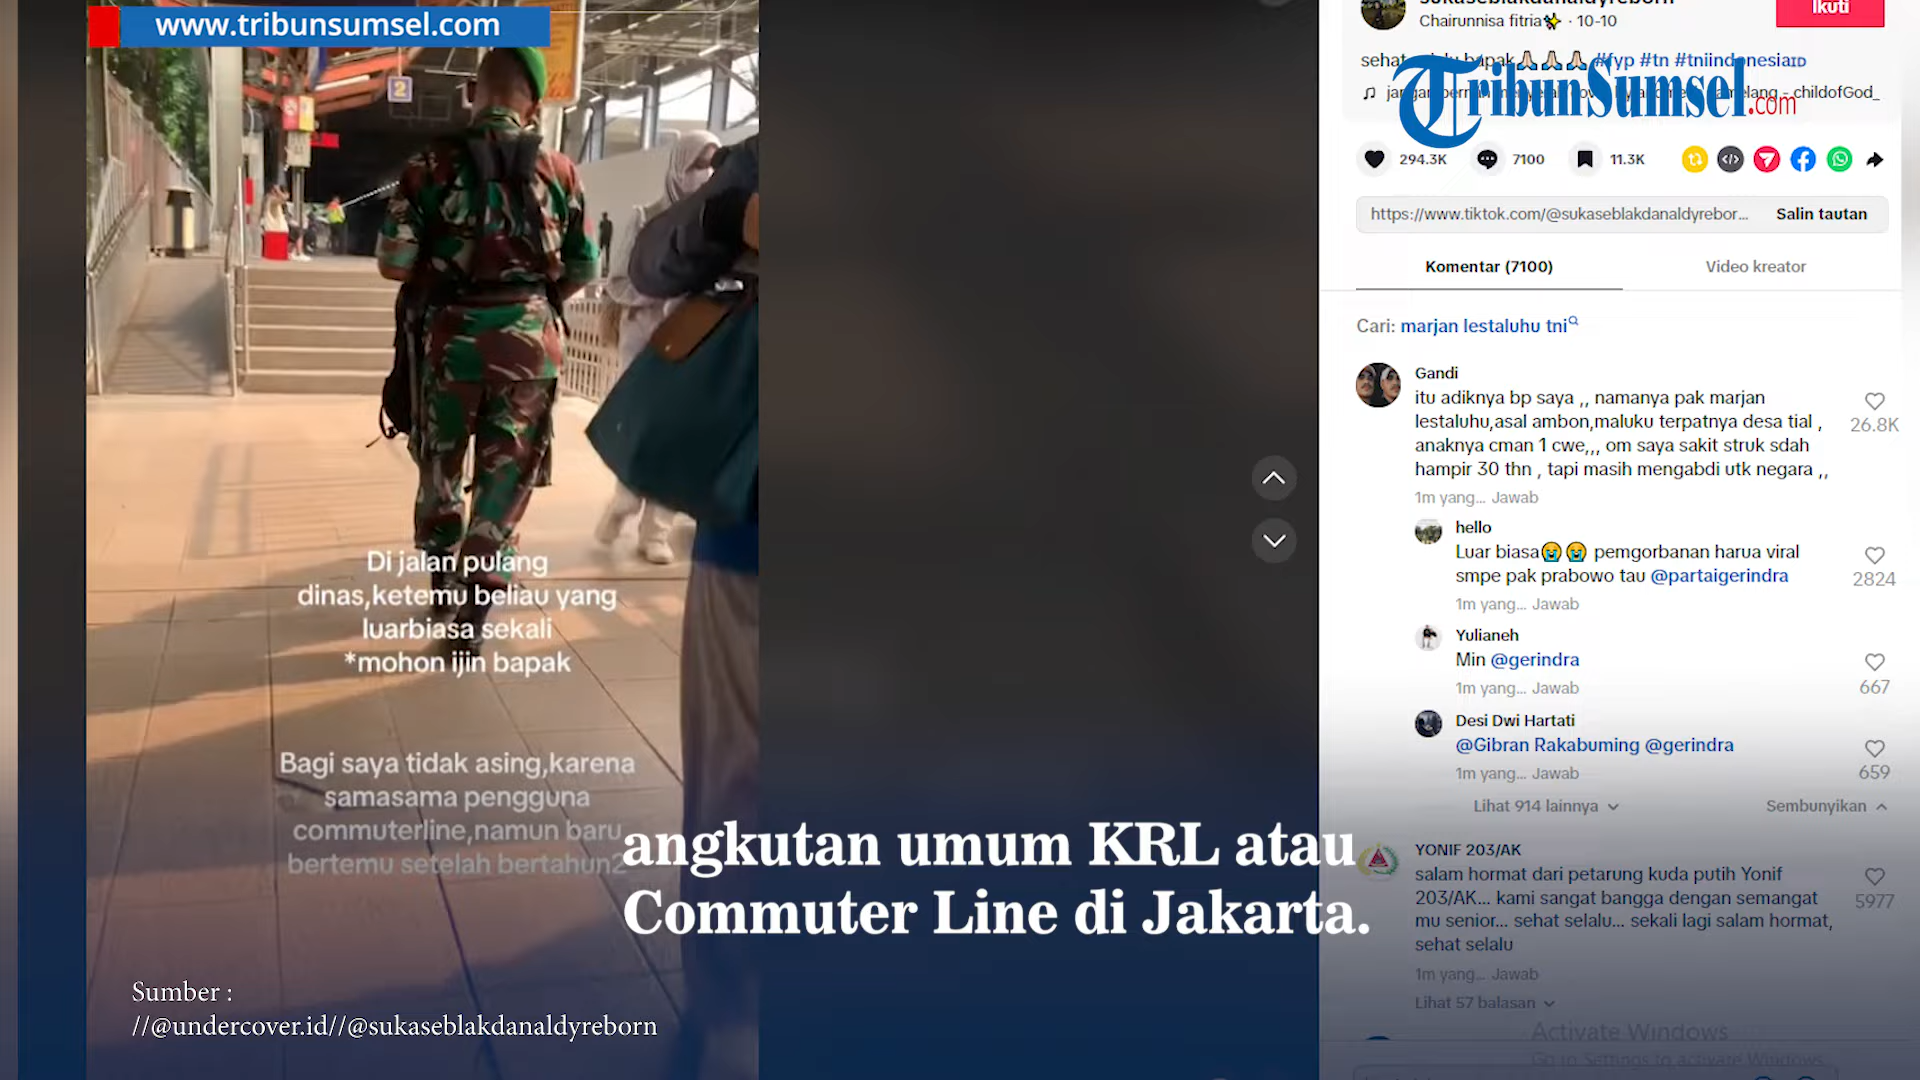 www.tribunsumsel.com
2
Di jalan pulang
dinas,ketemu beliau yang
luarbiasa sekali
*mohon ijin bapak
Bagi saya tidak asing,karena
samasama pengguna
commuterline,namun baru
bertemu setelah bertahun2
angkutan umum KRL atau
Commuter Line di Jakarta.
Sumber :
//@undercover.id//@sukaseblakdanaldyreborn
sukaseblakdanaldyreborn
Chairunnisa fitria✨ · 10-10
Ikuti
#fyp #tn #tniindonesia🇮🇩
TribunSumsel.com
childofGod_
294.3K
7100
11.3K
https://www.tiktok.com/@sukaseblakdanaldyrebor...
Salin tautan
Komentar (7100)
Video kreator
Cari: marjan lestaluhu tni
Gandi
itu adiknya bp saya ,, namanya pak marjan
lestaluhu,asal ambon,maluku terpatnya desa tial ,
anaknya cman 1 cwe,,, om saya sakit struk sdah
hampir 30 thn , tapi masih mengabdi utk negara ,,
26.8K
1m yang... Jawab
hello
Luar biasa😭😭 pemgorbanan harua viral
smpe pak prabowo tau @partaigerindra
2824
1m yang... Jawab
Yulianeh
Min @gerindra
667
1m yang... Jawab
Desi Dwi Hartati
@Gibran Rakabuming @gerindra
659
1m yang... Jawab
Lihat 914 lainnya
Sembunyikan
YONIF 203/AK
salam hormat dari petarung kuda putih Yonif
203/AK... kami sangat bangga dengan semangat
mu senior... sehat selalu... sekali lagi salam hormat,
sehat selalu
5977
1m yang... Jawab
Lihat 57 balasan
Activate Windows
Go to Settings to activate Windows.